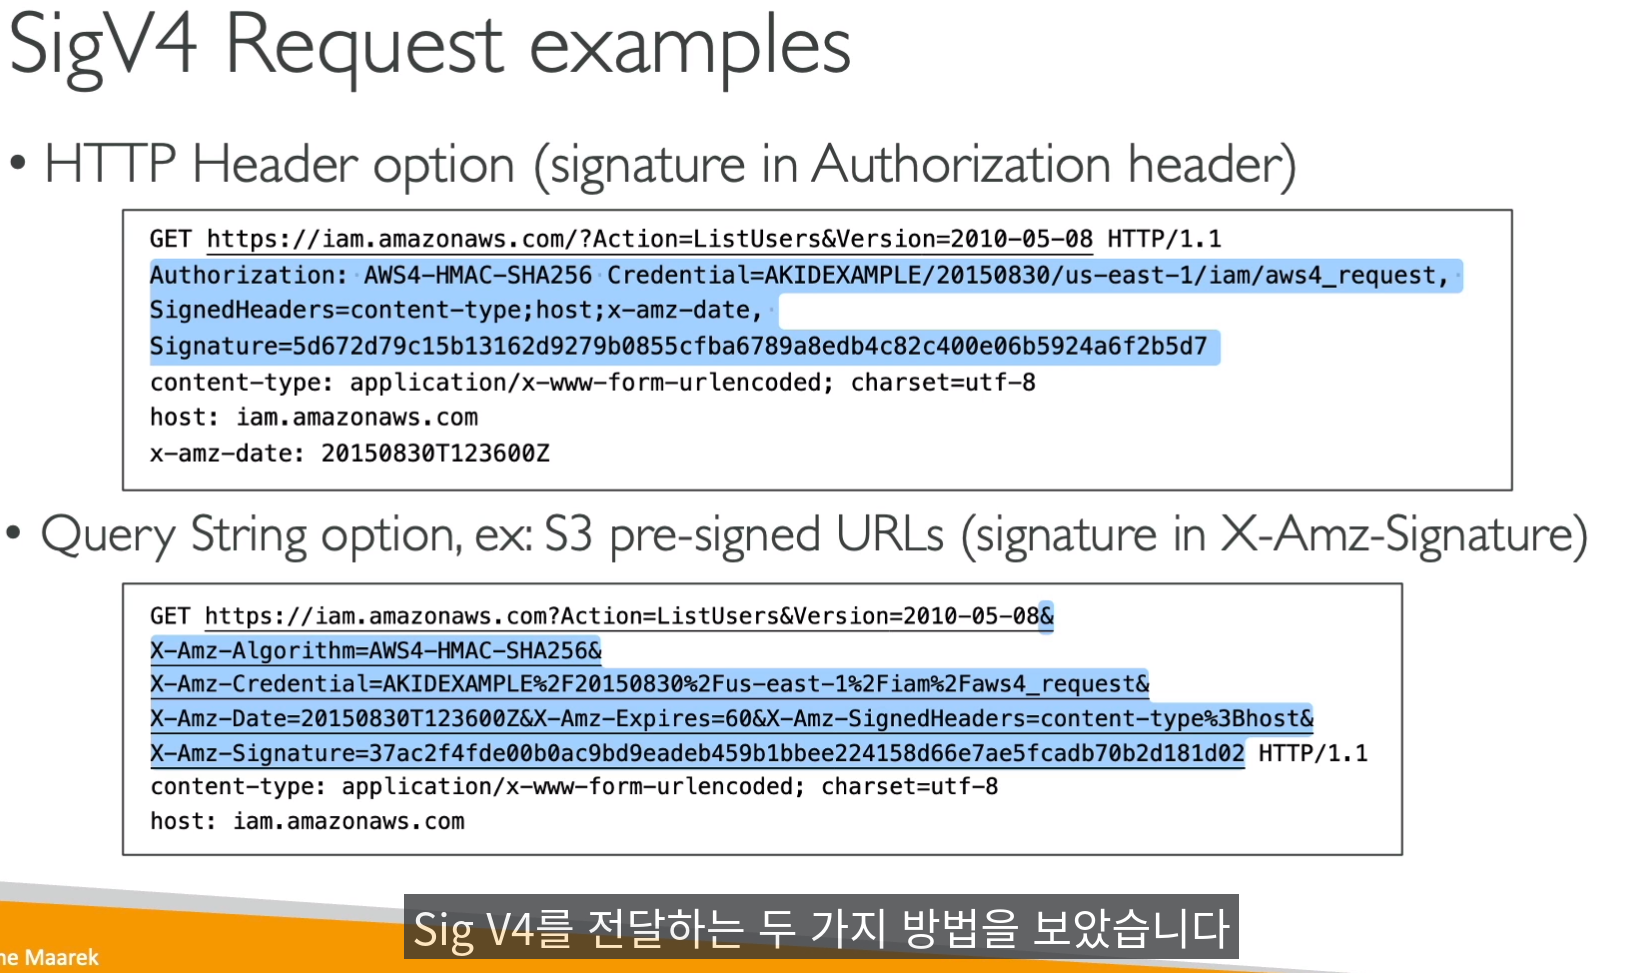 SigV4 Request examples
• HTTP Header option (signature in Authorization header)
GET https://iam.amazonaws.com/?Action=ListUsers&Version=2010-05-08 HTTP/1.1
Authorization: AWS4-HMAC-SHA256 Credential=AKIDEXAMPLE/20150830/us-east-1/iam/aws4_request,
SignedHeaders=content-type;host;x-amz-date,
Signature=5d672d79c15b13162d9279b0855cfba6789a8edb4c82c400e06b5924a6f2b5d7
content-type: application/x-www-form-urlencoded; charset=utf-8
host: iam.amazonaws.com
x-amz-date: 20150830T123600Z
• Query String option, ex: S3 pre-signed URLs (signature in X-Amz-Signature)
GET https://iam.amazonaws.com?Action=ListUsers&Version=2010-05-08&
X-Amz-Algorithm=AWS4-HMAC-SHA256&
X-Amz-Credential=AKIDEXAMPLE%2F20150830%2Fus-east-1%2Fiam%2Faws4_request&
X-Amz-Date=20150830T123600Z&X-Amz-Expires=60&X-Amz-SignedHeaders=content-type%3Bhost&
X-Amz-Signature=37ac2f4fde00b0ac9bd9eadeb459b1bbee224158d66e7ae5fcadb70b2d181d02 HTTP/1.1
content-type: application/x-www-form-urlencoded; charset=utf-8
host: iam.amazonaws.com
Sig V4를 전달하는 두 가지 방법을 보았습니다
ne Maarek